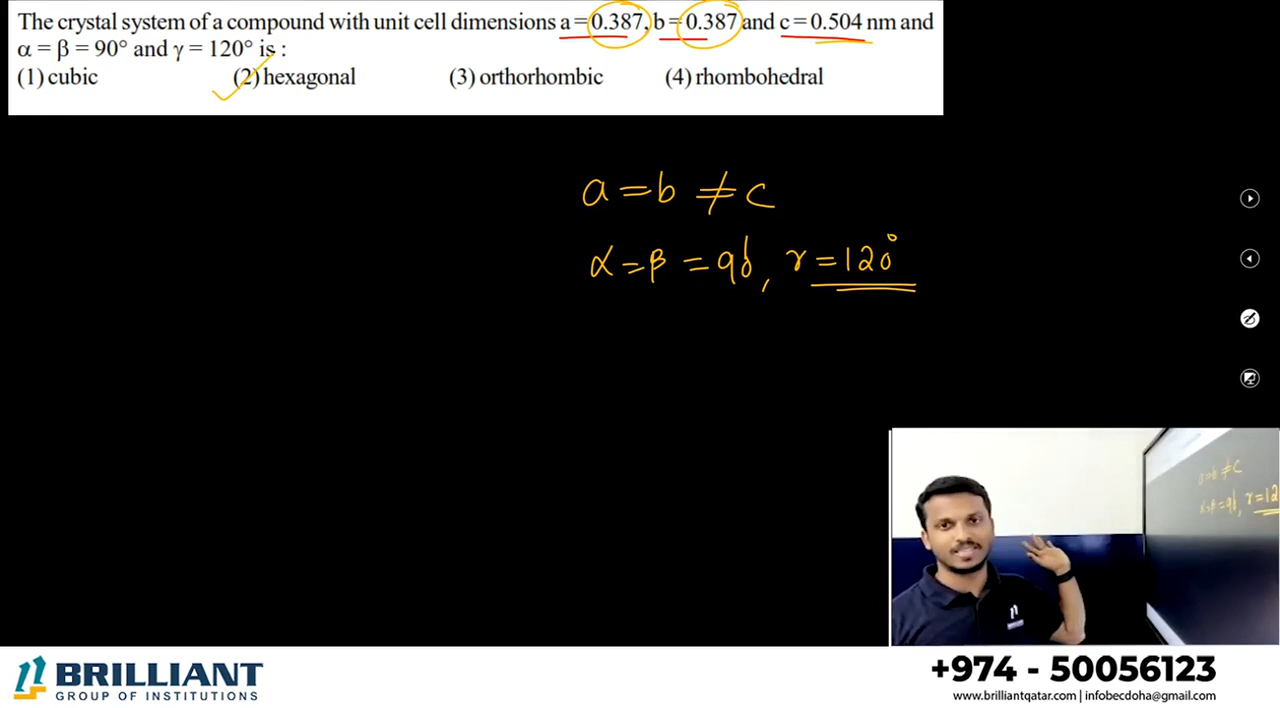 The crystal system of a compound with unit cell dimensions a = 0.387, b = 0.387 and c = 0.504 nm and
α = β = 90° and γ = 120° is :
(1) cubic (2) hexagonal (3) orthorhombic (4) rhombohedral
a = b ≠ c
α = β = 90°, γ = 120°
a=b ≠ c
α=β=90°, γ=12
BRILLIANT
GROUP OF INSTITUTIONS
+974 - 50056123
www.brilliantqatar.com | infobecdoha@gmail.com